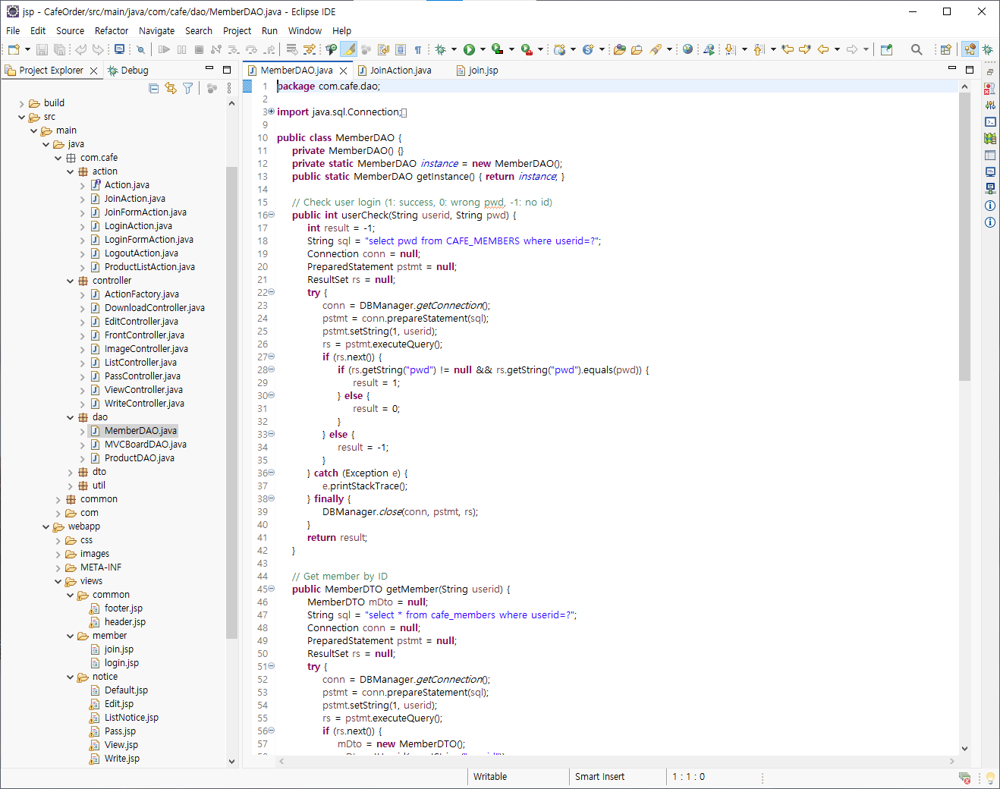 jsp - CafeOrder/src/main/java/com/cafe/dao/MemberDAO.java - Eclipse IDE
File Edit Source Refactor Navigate Search Project Run Window Help
Project Explorer
Debug
build
src
main
java
com.cafe
action
Action.java
JoinAction.java
JoinFormAction.java
LoginAction.java
LoginFormAction.java
LogoutAction.java
ProductListAction.java
controller
ActionFactory.java
DownloadController.java
EditController.java
FrontController.java
ImageController.java
ListController.java
PassController.java
ViewController.java
WriteController.java
dao
MemberDAO.java
MVCBoardDAO.java
ProductDAO.java
dto
util
common
com
webapp
css
images
META-INF
views
common
footer.jsp
header.jsp
member
join.jsp
login.jsp
notice
Default.jsp
Edit.jsp
ListNotice.jsp
Pass.jsp
View.jsp
Write.jsp
MemberDAO.java JoinAction.java join.jsp
1 package com.cafe.dao;
2
3 import java.sql.Connection;
9
10 public class MemberDAO {
11 private MemberDAO() {}
12 private static MemberDAO instance = new MemberDAO();
13 public static MemberDAO getInstance() { return instance; }
14
15 // Check user login (1: success, 0: wrong pwd, -1: no id)
16 public int userCheck(String userid, String pwd) {
17 int result = -1;
18 String sql = "select pwd from CAFE_MEMBERS where userid=?";
19 Connection conn = null;
20 PreparedStatement pstmt = null;
21 ResultSet rs = null;
22 try {
23 conn = DBManager.getConnection();
24 pstmt = conn.prepareStatement(sql);
25 pstmt.setString(1, userid);
26 rs = pstmt.executeQuery();
27 if (rs.next()) {
28 if (rs.getString("pwd") != null && rs.getString("pwd").equals(pwd)) {
29 result = 1;
30 } else {
31 result = 0;
32 }
33 } else {
34 result = -1;
35 }
36 } catch (Exception e) {
37 e.printStackTrace();
38 } finally {
39 DBManager.close(conn, pstmt, rs);
40 }
41 return result;
42 }
43
44 // Get member by ID
45 public MemberDTO getMember(String userid) {
46 MemberDTO mDto = null;
47 String sql = "select * from cafe_members where userid=?";
48 Connection conn = null;
49 PreparedStatement pstmt = null;
50 ResultSet rs = null;
51 try {
52 conn = DBManager.getConnection();
53 pstmt = conn.prepareStatement(sql);
54 pstmt.setString(1, userid);
55 rs = pstmt.executeQuery();
56 if (rs.next()) {
57 mDto = new MemberDTO();
Writable Smart Insert 1 : 1 : 0